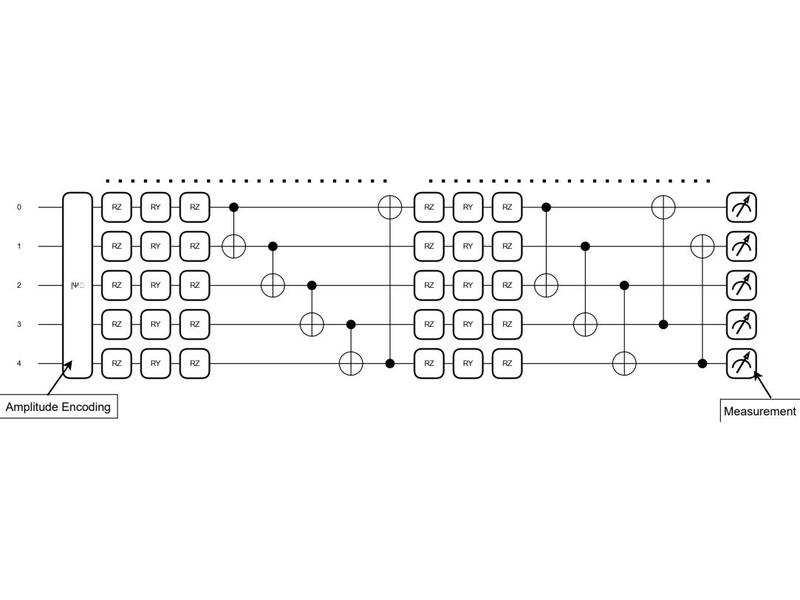 0 RZ RY RZ RZ RY RZ
1 RZ RY RZ RZ RY RZ
2 |Ψ RZ RY RZ RZ RY RZ
3 RZ RY RZ RZ RY RZ
4 RZ RY RZ RZ RY RZ
Amplitude Encoding
Measurement